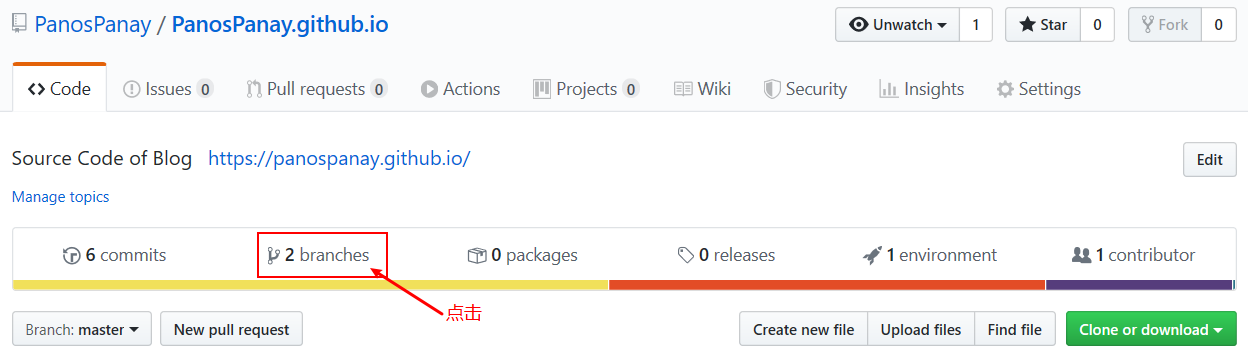 PanosPanay / PanosPanay.github.io Unwatch 1 Star 0 Fork 0
Code Issues 0 Pull requests 0 Actions Projects 0 Wiki Security Insights Settings
Source Code of Blog https://panospanay.github.io/ Edit
Manage topics
6 commits 2 branches 0 packages 0 releases 1 environment 1 contributor
点击
Branch: master New pull request Create new file Upload files Find file Clone or download